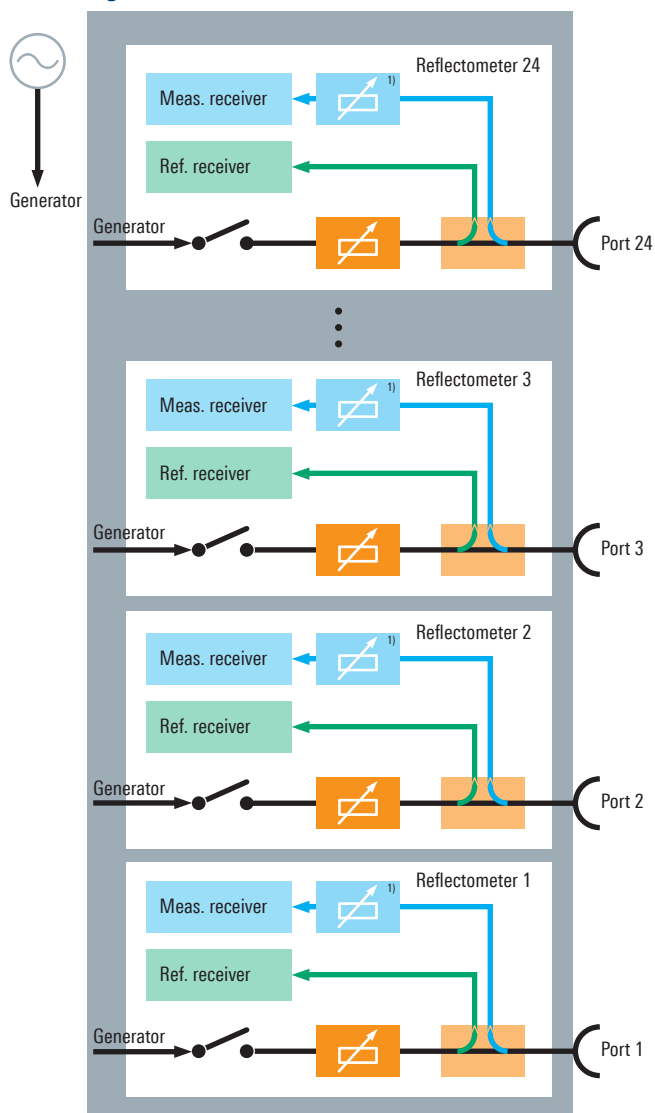 Reflectometer 24
Meas. receiver
1)
Ref. receiver
Generator
Generator
Port 24
Reflectometer 3
Meas. receiver
1)
Ref. receiver
Generator
Port 3
Reflectometer 2
Meas. receiver
1)
Ref. receiver
Generator
Port 2
Reflectometer 1
Meas. receiver
1)
Ref. receiver
Generator
Port 1